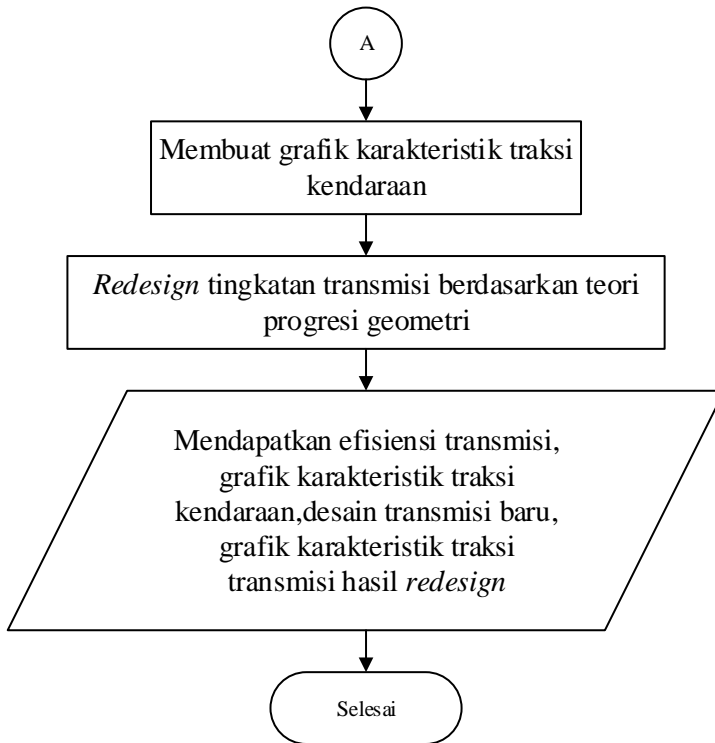 A
Membuat grafik karakteristik traksi
kendaraan
Redesign tingkatan transmisi berdasarkan teori
progresi geometri
Mendapatkan efisiensi transmisi,
grafik karakteristik traksi
kendaraan,desain transmisi baru,
grafik karakteristik traksi
transmisi hasil redesign
Selesai